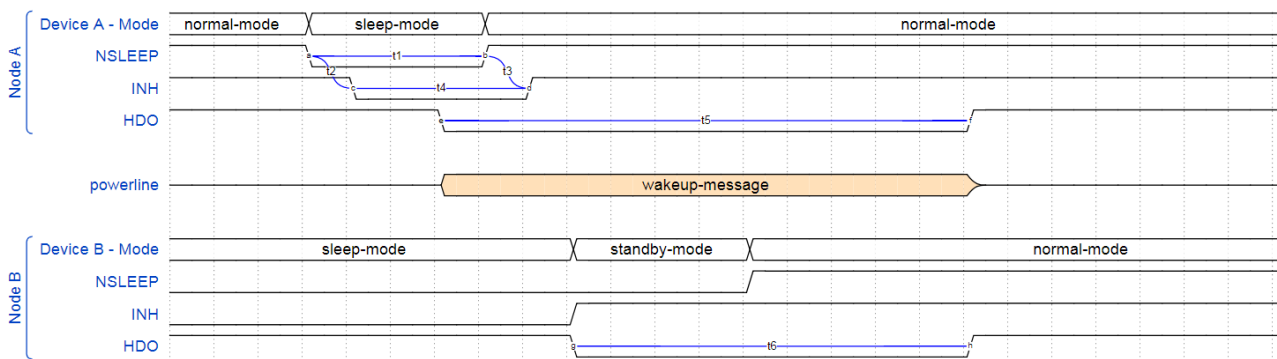 Node A
Device A - Mode normal-mode sleep-mode normal-mode
NSLEEP a t1 b
t2 t3
INH c t4 d
HDO e t5 f
powerline wakeup-message
Node B
Device B - Mode sleep-mode standby-mode normal-mode
NSLEEP
INH
HDO g t6 h